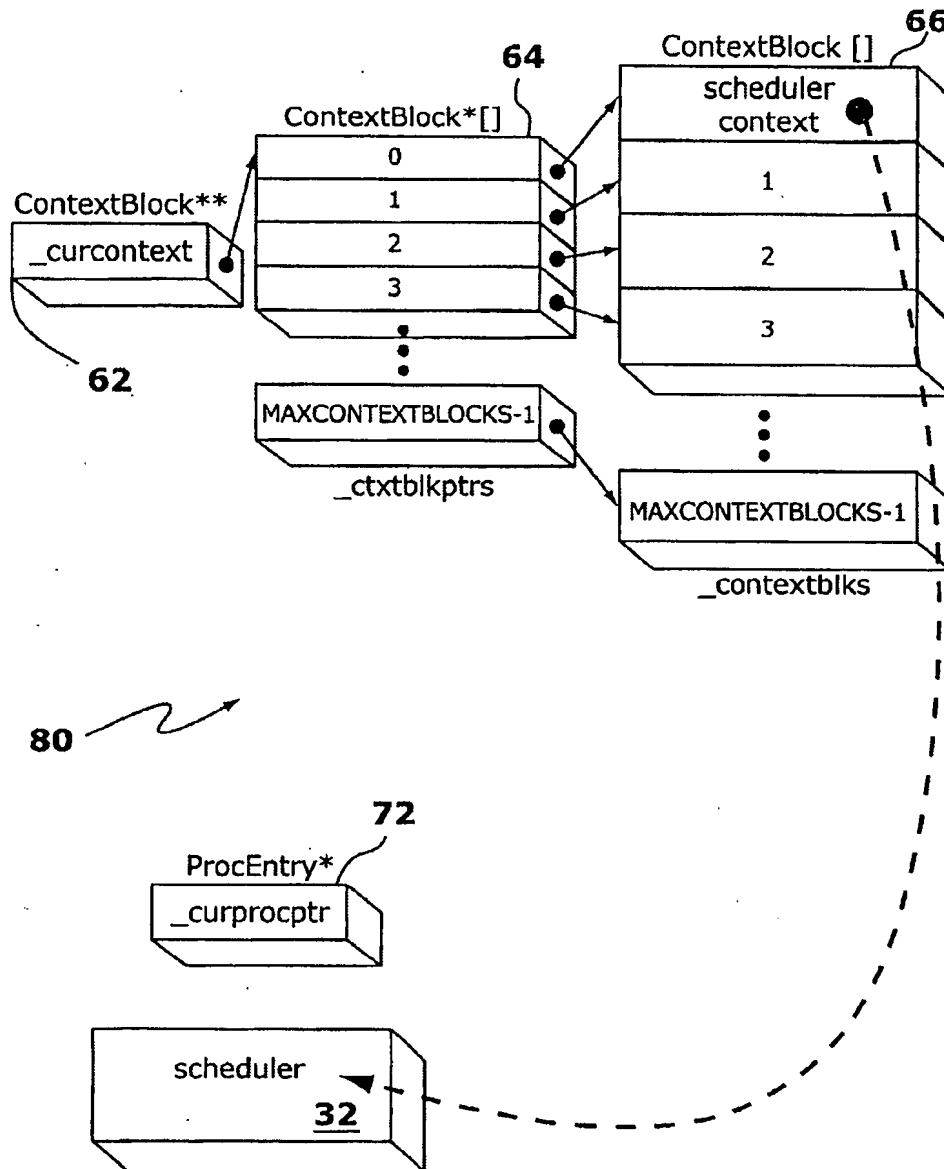 66
ContextBlock []
64
scheduler
context
ContextBlock*[]
0
1
1
ContextBlock**
_curcontext
2
2
3
3
62
MAXCONTEXTBLOCKS-1
_ctxtblkptrs
MAXCONTEXTBLOCKS-1
_contextblks
80
72
ProcEntry*
_curprocptr
scheduler
32